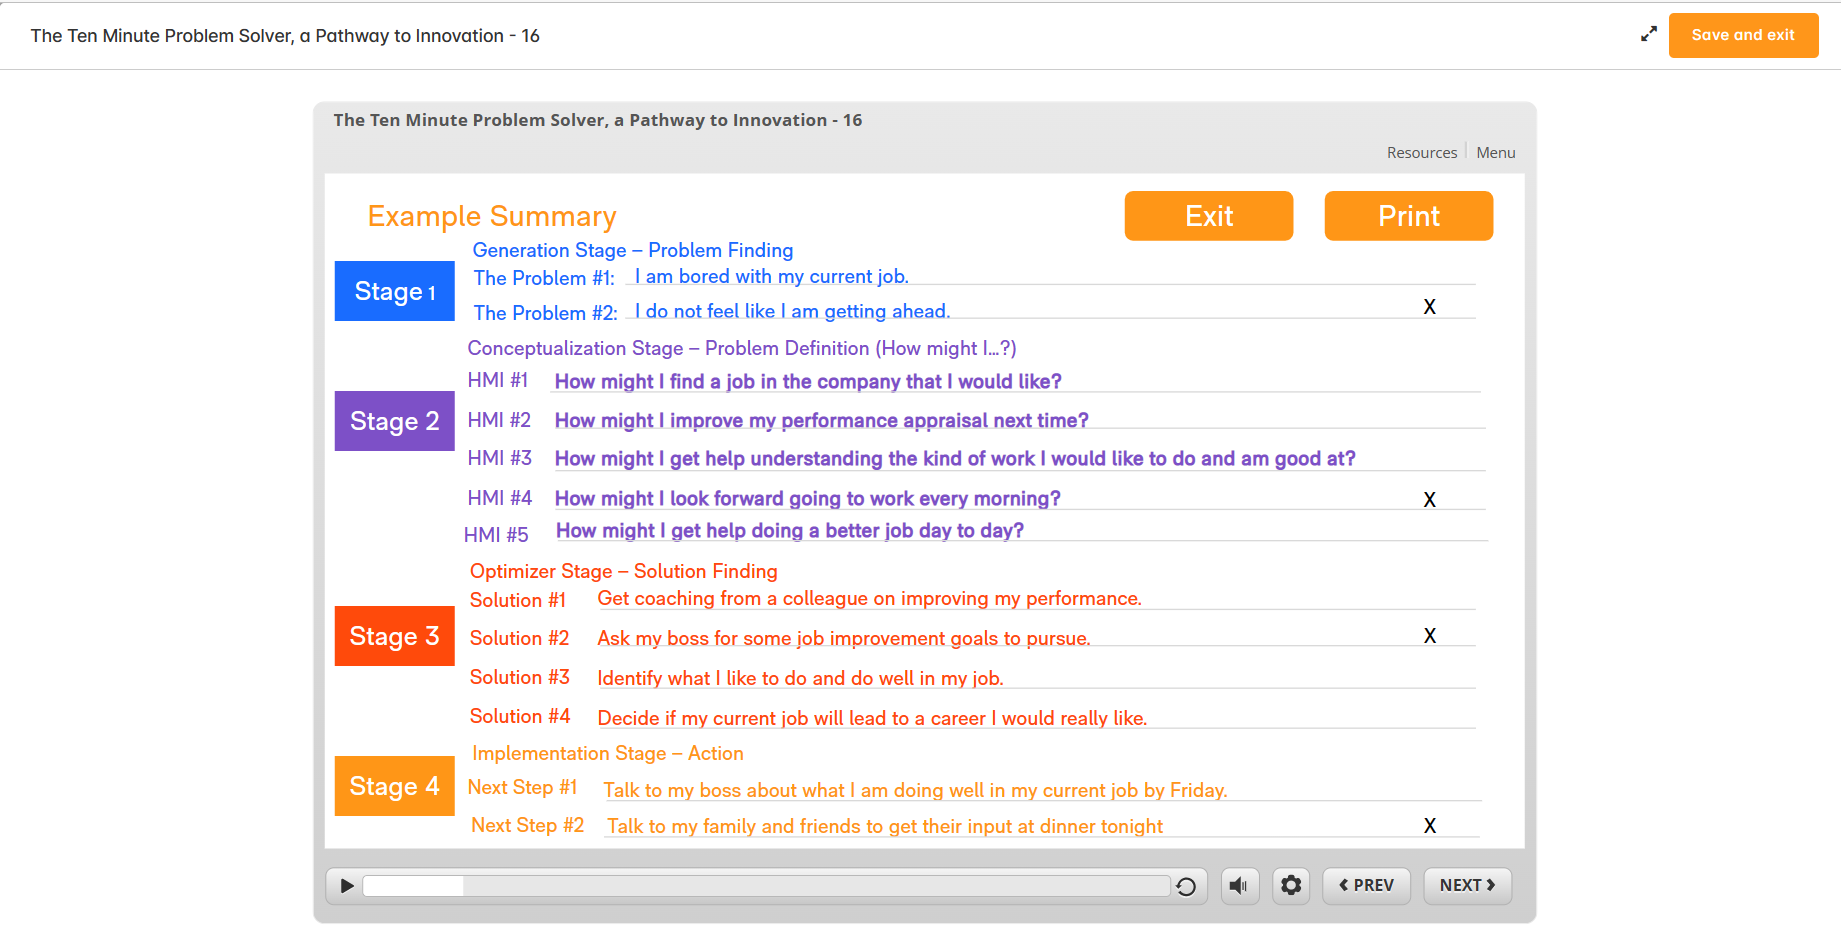 The Ten Minute Problem Solver, a Pathway to Innovation - 16
Save and exit
The Ten Minute Problem Solver, a Pathway to Innovation - 16
Resources Menu
Example Summary
Exit
Print
Generation Stage – Problem Finding
Stage 1
The Problem #1: I am bored with my current job.
The Problem #2: I do not feel like I am getting ahead. X
Conceptualization Stage – Problem Definition (How might I...?)
Stage 2
HMI #1 How might I find a job in the company that I would like?
HMI #2 How might I improve my performance appraisal next time?
HMI #3 How might I get help understanding the kind of work I would like to do and am good at?
HMI #4 How might I look forward going to work every morning? X
HMI #5 How might I get help doing a better job day to day?
Optimizer Stage – Solution Finding
Stage 3
Solution #1 Get coaching from a colleague on improving my performance.
Solution #2 Ask my boss for some job improvement goals to pursue. X
Solution #3 Identify what I like to do and do well in my job.
Solution #4 Decide if my current job will lead to a career I would really like.
Implementation Stage – Action
Stage 4
Next Step #1 Talk to my boss about what I am doing well in my current job by Friday.
Next Step #2 Talk to my family and friends to get their input at dinner tonight X
PREV
NEXT